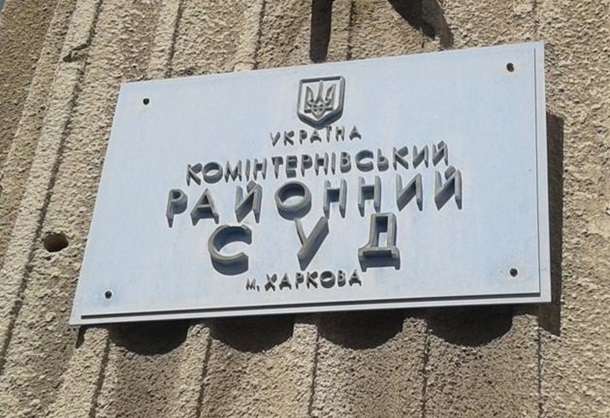 УКРАЇНА
КОМІНТЕРНІВСЬКИЙ
РАЙОННИЙ
СУД
м. ХАРКОВА